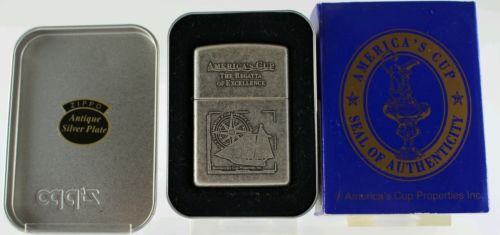 ZIPPO
Antique
Silver Plate
zippo
AMERICA'S CUP
THE REGATTA
OF EXCELLENCE
AMERICA'S CUP
SEAL OF AUTHENTICITY
America's Cup Properties Inc.